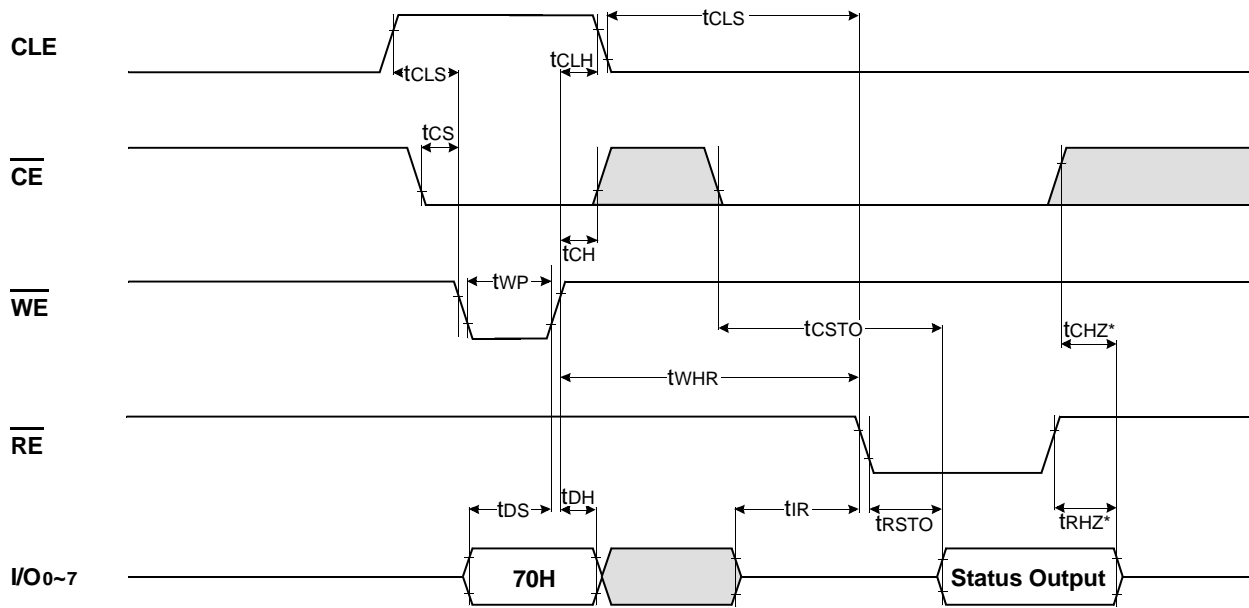 tCLS
CLE
tCLH
tCLS
tCS
CE
tCH
tWP
WE
tCSTO
tCHZ*
tWHR
RE
tDH
tDS
tIR
tRSTO
tRHZ*
I/O0~7
70H
Status Output